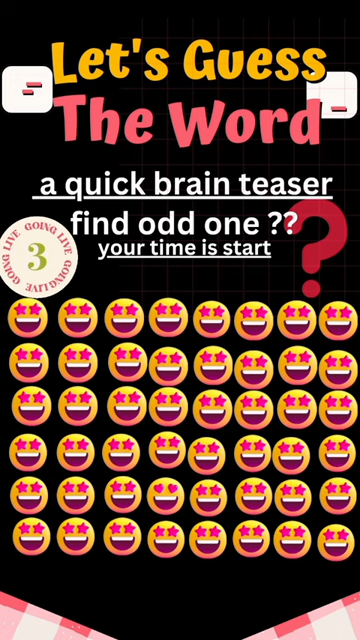 Let's Guess
The Word
a quick brain teaser
find odd one ??
your time is start
GOING LIVE GOING LIVE GOING LIVE
3
?